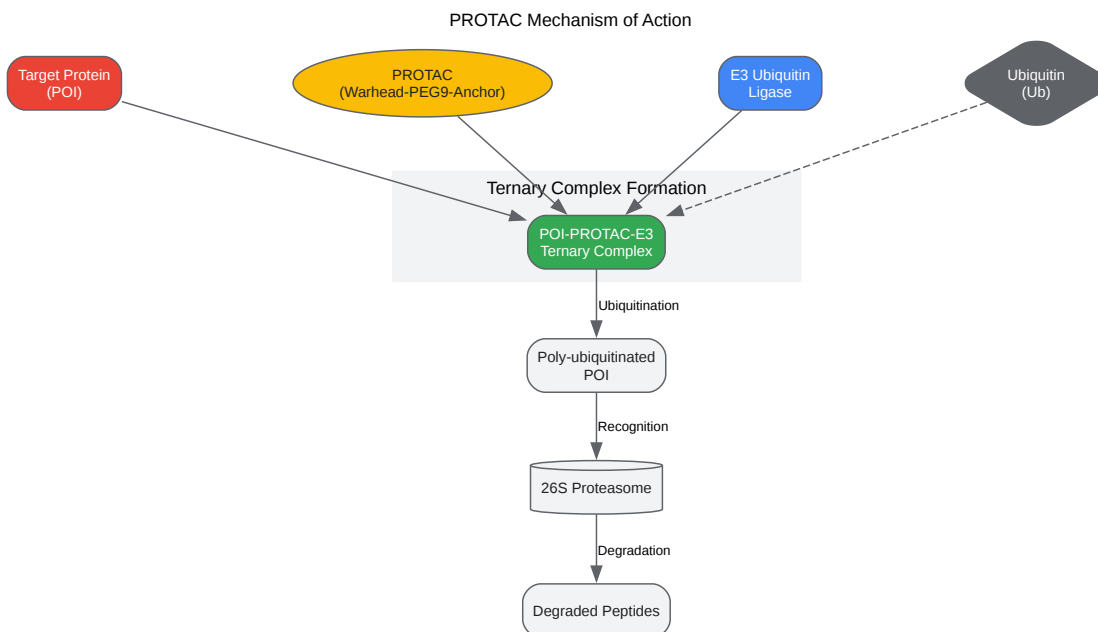 PROTAC Mechanism of Action
Target Protein
(POI)
PROTAC
(Warhead-PEG9-Anchor)
E3 Ubiquitin
Ligase
Ubiquitin
(Ub)
Ternary Complex Formation
POI-PROTAC-E3
Ternary Complex
Ubiquitination
Poly-ubiquitinated
POI
Recognition
26S Proteasome
Degradation
Degraded Peptides